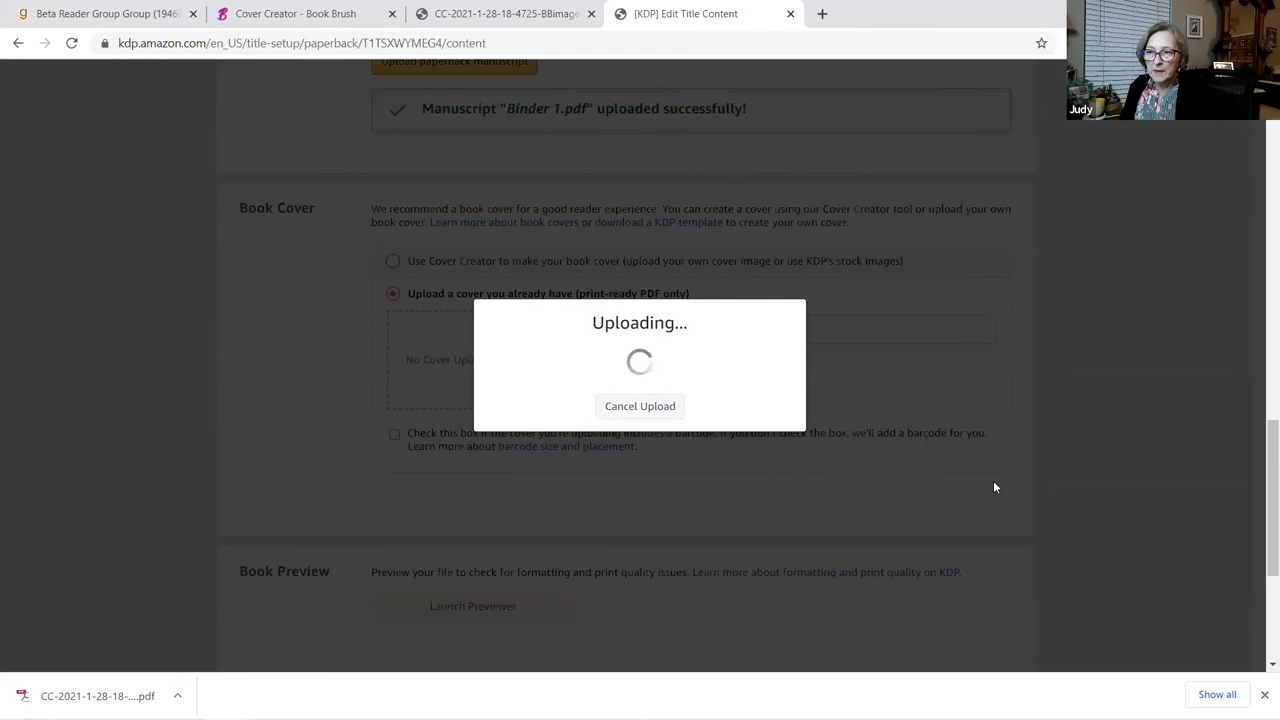 Beta Reader Group Group (1946
Cover Creator - Book Brush
CC-2021-1-28-18-4725-BBimage
[KDP] Edit Title Content
kdp.amazon.com/en_US/title-setup/paperback/T1TSXWYMEG4/content
Judy
Upload paperback manuscript
Manuscript "Binder 1.pdf" uploaded successfully!
Book Cover
We recommend a book cover for a good reader experience. You can create a cover using our Cover Creator tool or upload your own
book cover. Learn more about book covers or download a KDP template to create your own cover.
Use Cover Creator to make your book cover (upload your own cover image or use KDP's stock images)
Upload a cover you already have (print-ready PDF only)
Uploading...
No Cover Uplo
Cancel Upload
Check this box if the cover you're uploading includes a barcode. If you don't check the box, we'll add a barcode for you.
Learn more about barcode size and placement.
Book Preview
Preview your file to check for formatting and print quality issues. Learn more about formatting and print quality on KDP.
Launch Previewer
CC-2021-1-28-18-....pdf
Show all